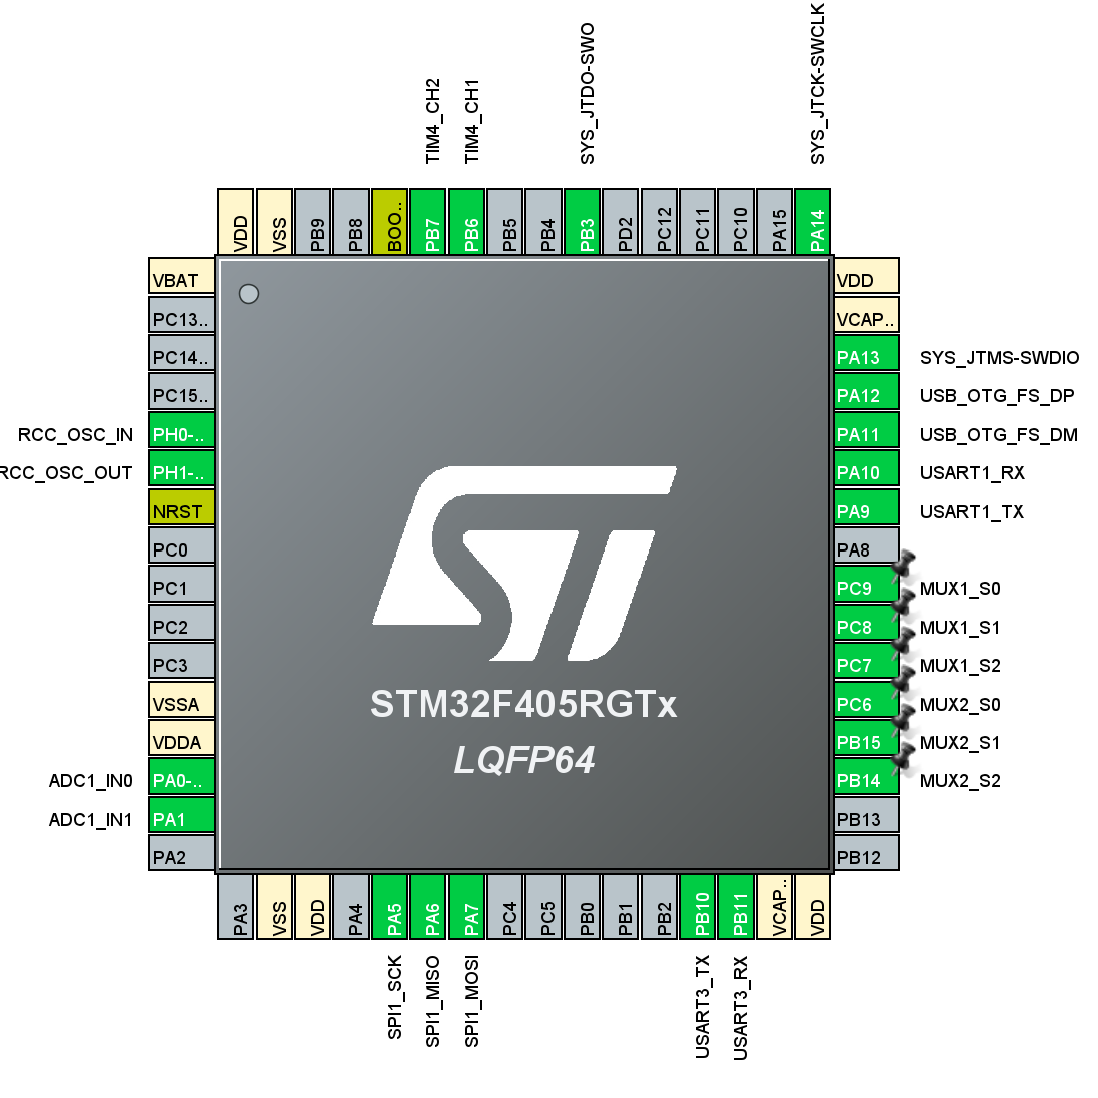 SYS_JTDO-SWO
SYS_JTCK-SWCLK
TIM4_CH2
TIM4_CH1
VDD
VSS
PB9
PB8
BOO..
PB7
PB6
PB5
PB4
PB3
PD2
PC12
PC11
PC10
PA15
PA14
VBAT
PC13..
PC14..
PC15..
RCC_OSC_IN PH0-..
RCC_OSC_OUT PH1-..
NRST
PC0
PC1
PC2
PC3
VSSA
VDDA
ADC1_IN0 PA0-..
ADC1_IN1 PA1
PA2
STM32F405RGTx
LQFP64
VDD
VCAP..
PA13 SYS_JTMS-SWDIO
PA12 USB_OTG_FS_DP
PA11 USB_OTG_FS_DM
PA10 USART1_RX
PA9 USART1_TX
PA8
PC9 MUX1_S0
PC8 MUX1_S1
PC7 MUX1_S2
PC6 MUX2_S0
PB15 MUX2_S1
PB14 MUX2_S2
PB13
PB12
PA3
VSS
VDD
PA4
PA5
PA6
PA7
PC4
PC5
PB0
PB1
PB2
PB10
PB11
VCAP..
VDD
SPI1_SCK
SPI1_MISO
SPI1_MOSI
USART3_TX
USART3_RX